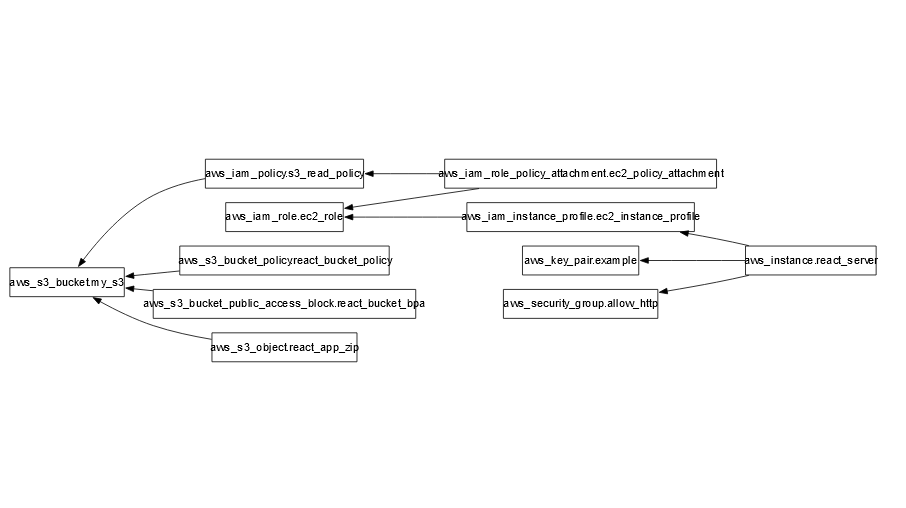 aws_iam_policy.s3_read_policy
aws_iam_role_policy_attachment.ec2_policy_attachment
aws_iam_role.ec2_role
aws_iam_instance_profile.ec2_instance_profile
aws_s3_bucket_policy.react_bucket_policy
aws_key_pair.example
aws_instance.react_server
aws_s3_bucket.my_s3
aws_s3_bucket_public_access_block.react_bucket_bpa
aws_security_group.allow_http
aws_s3_object.react_app_zip